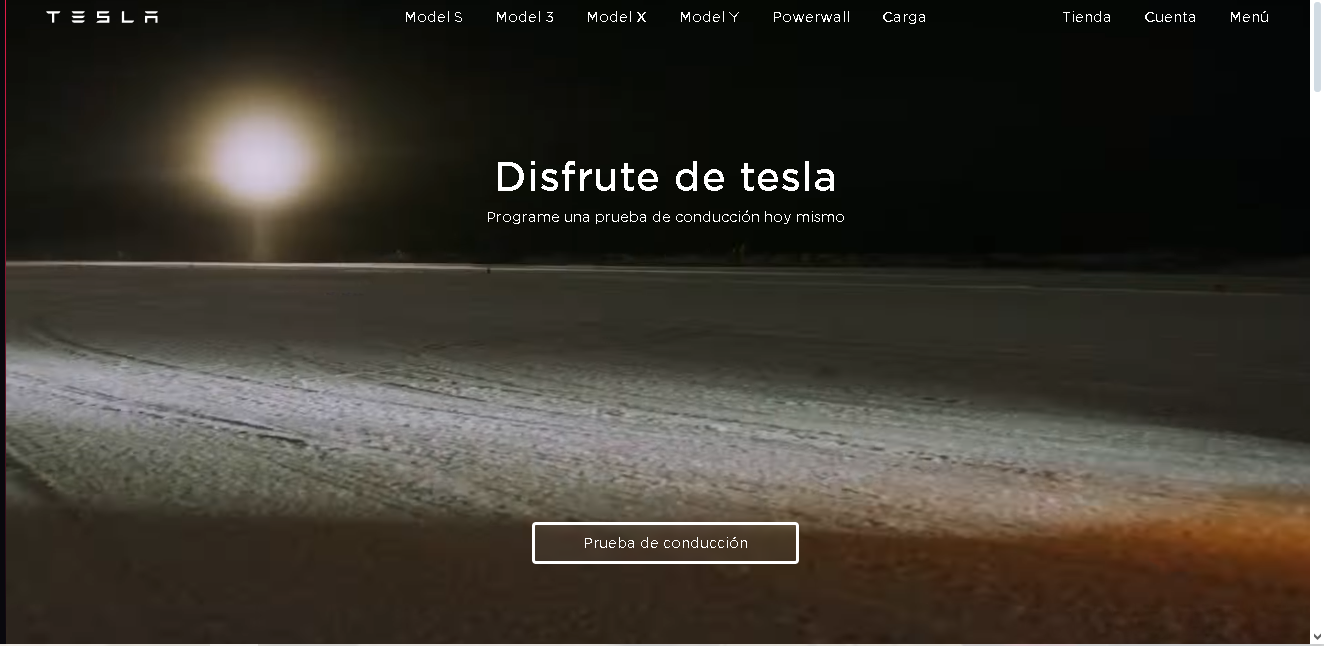 TESLA
Model S Model 3 Model X Model Y Powerwall Carga
Tienda Cuenta Menú
Disfrute de tesla
Programe una prueba de conducción hoy mismo
Prueba de conducción